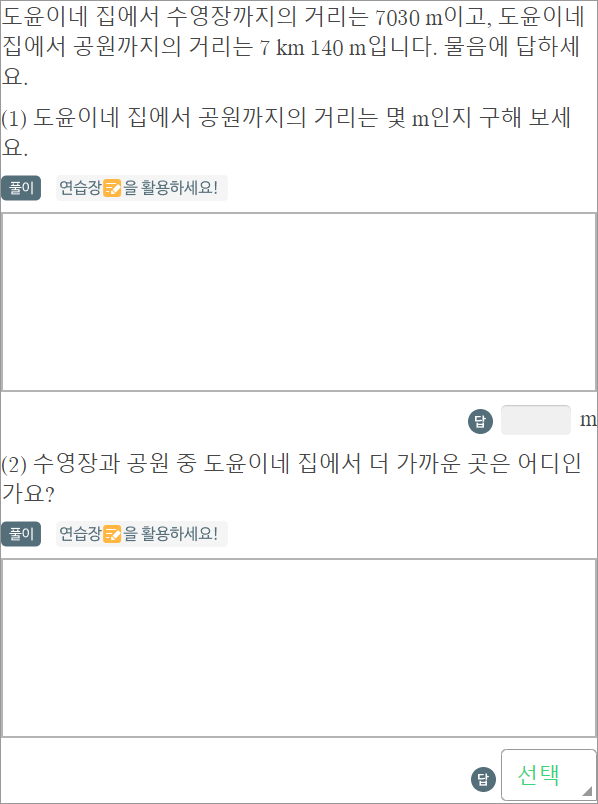 도윤이네 집에서 수영장까지의 거리는 7030 m이고, 도윤이네
집에서 공원까지의 거리는 7 km 140 m입니다. 물음에 답하세
요.
(1) 도윤이네 집에서 공원까지의 거리는 몇 m인지 구해 보세
요.
풀이 연습장을 활용하세요!
답 m
(2) 수영장과 공원 중 도윤이네 집에서 더 가까운 곳은 어디인
가요?
풀이 연습장을 활용하세요!
답 선택